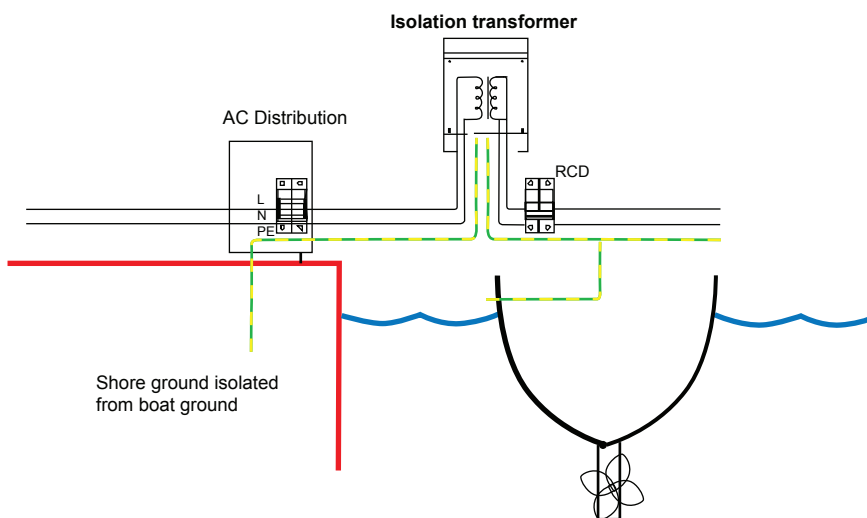 Isolation transformer
AC Distribution
RCD
L
N
PE
Shore ground isolated
from boat ground